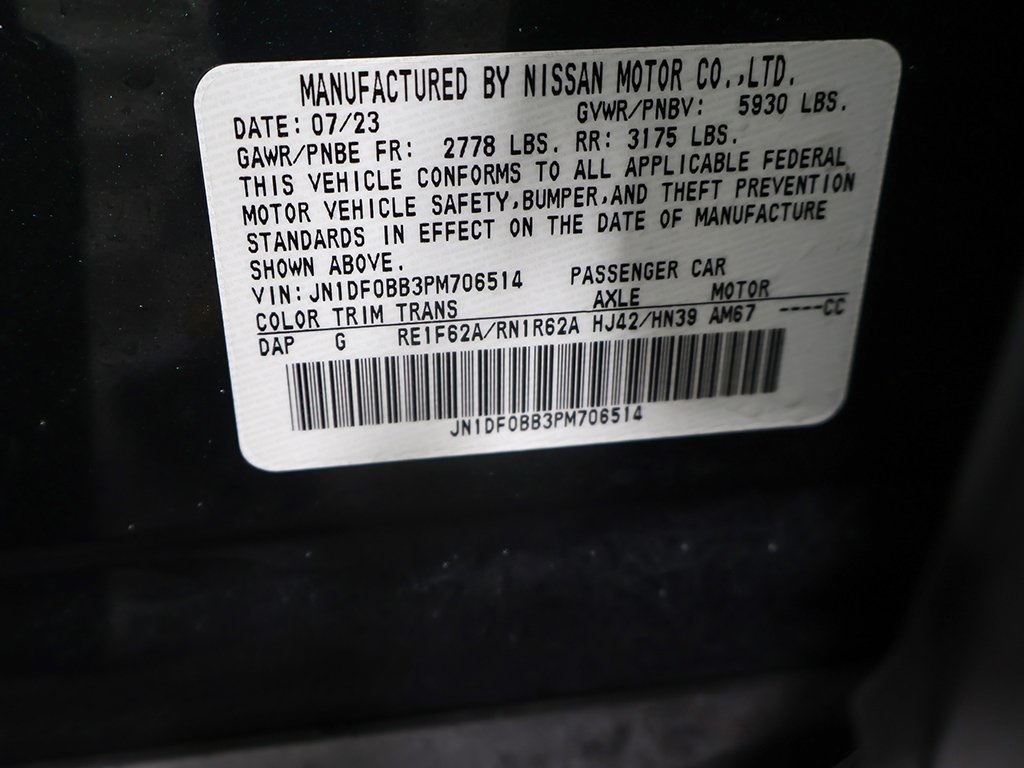 MANUFACTURED BY NISSAN MOTOR CO.,LTD.
DATE: 07/23 GVWR/PNBV: 5930 LBS.
GAWR/PNBE FR: 2778 LBS. RR: 3175 LBS.
THIS VEHICLE CONFORMS TO ALL APPLICABLE FEDERAL
MOTOR VEHICLE SAFETY,BUMPER,AND THEFT PREVENTION
STANDARDS IN EFFECT ON THE DATE OF MANUFACTURE
SHOWN ABOVE.
VIN: JN1DF0BB3PM706514 PASSENGER CAR
COLOR TRIM TRANS AXLE MOTOR
DAP G RE1F62A/RN1R62A HJ42/HN39 AM67 ----CC
JN1DF0BB3PM706514